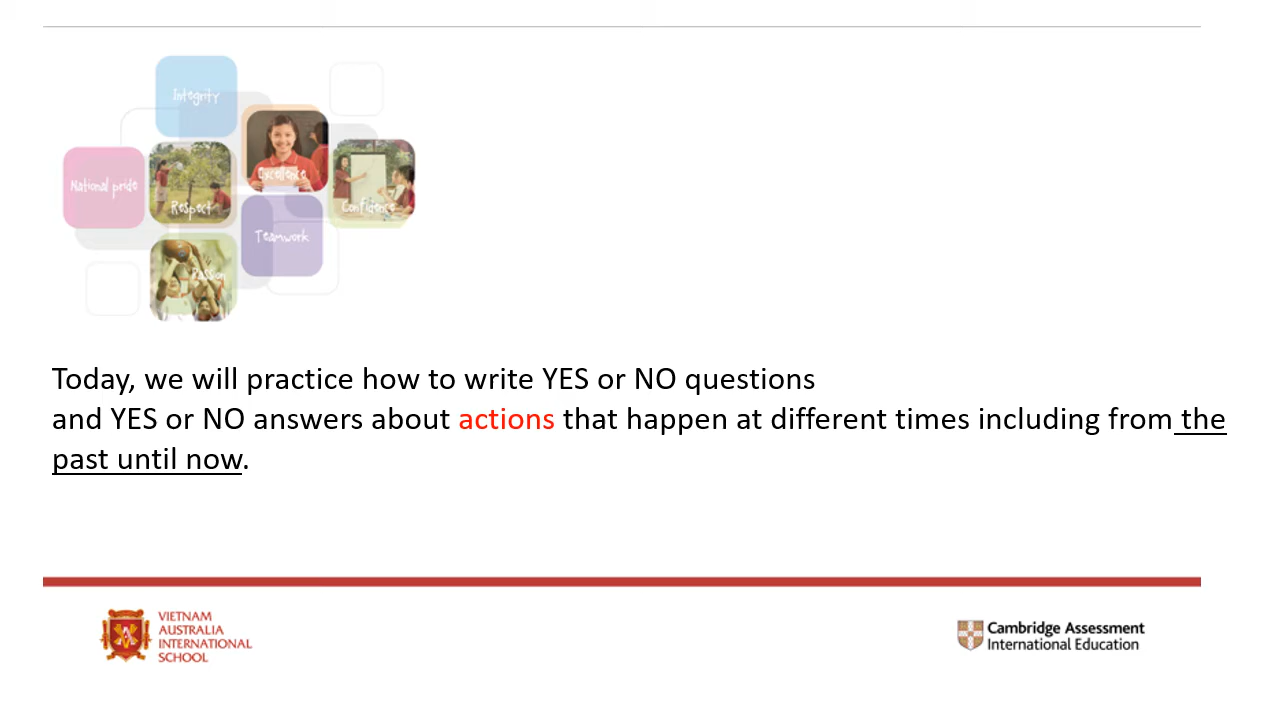 Integrity
Excellence
National pride
Respect
Confidence
Teamwork
Passion
Today, we will practice how to write YES or NO questions
and YES or NO answers about actions that happen at different times including from the
past until now.
VIETNAM
AUSTRALIA
INTERNATIONAL
SCHOOL
Cambridge Assessment
International Education